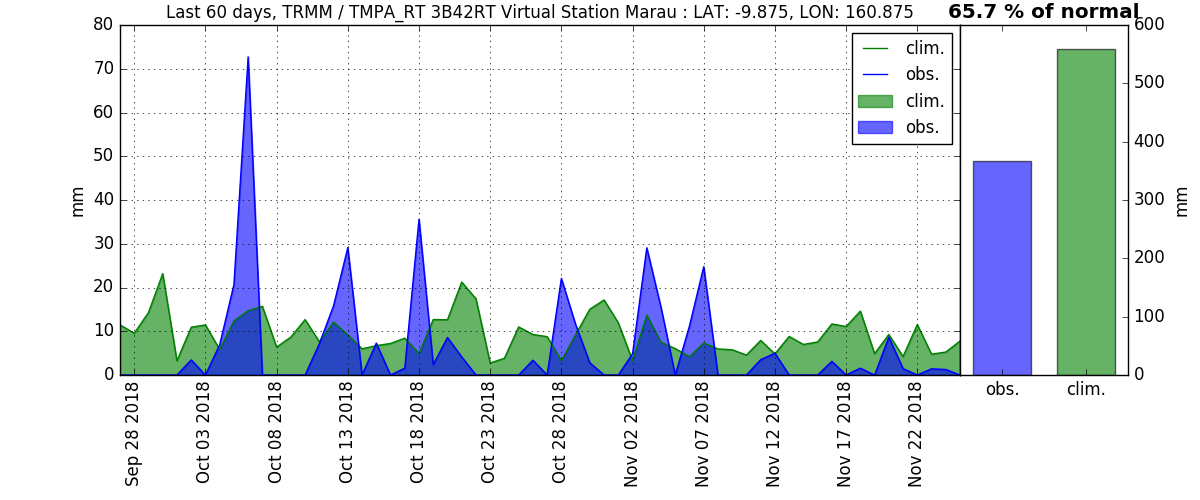 Last 60 days, TRMM / TMPA_RT 3B42RT Virtual Station Marau : LAT: -9.875, LON: 160.875
65.7 % of normal
80
70
60
50
40
30
20
10
0
mm
clim.
obs.
clim.
obs.
Sep 28 2018
Oct 03 2018
Oct 08 2018
Oct 13 2018
Oct 18 2018
Oct 23 2018
Oct 28 2018
Nov 02 2018
Nov 07 2018
Nov 12 2018
Nov 17 2018
Nov 22 2018
600
500
400
300
200
100
0
mm
obs.
clim.